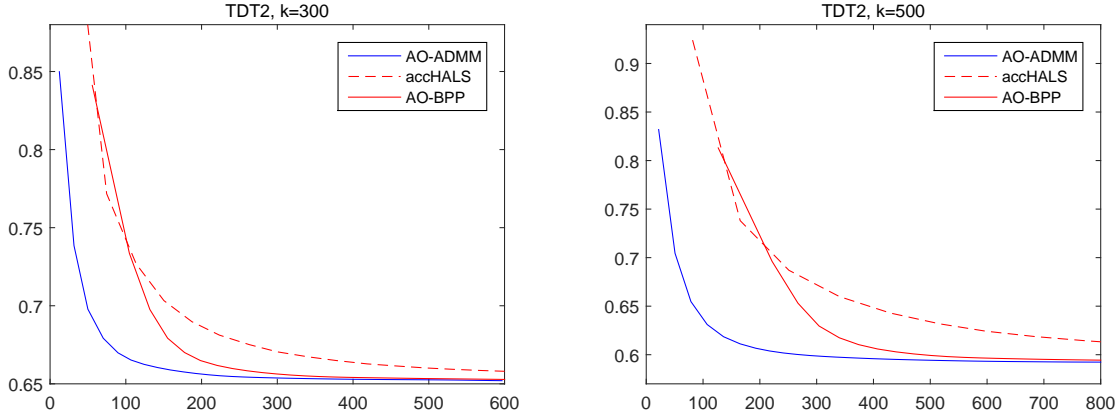 TDT2, k=300
AO-ADMM
accHALS
AO-BPP
0.85
0.8
0.75
0.7
0.65
0 100 200 300 400 500 600
TDT2, k=500
AO-ADMM
accHALS
AO-BPP
0.9
0.85
0.8
0.75
0.7
0.65
0.6
0 100 200 300 400 500 600 700 800